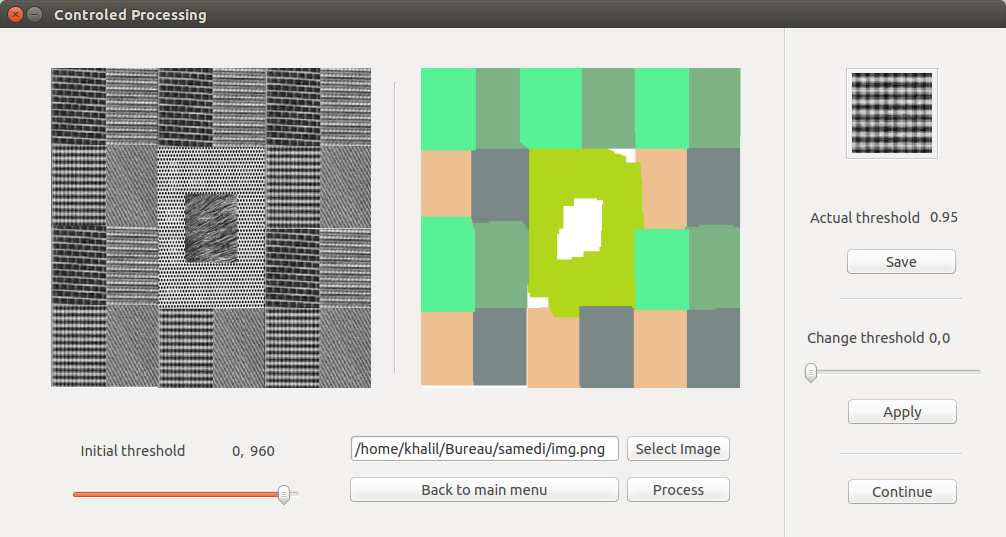 Controled Processing
Actual threshold 0.95
Save
Change threshold 0,0
Apply
Initial threshold 0, 960
/home/khalil/Bureau/samedi/img.png Select Image
Back to main menu Process
Continue